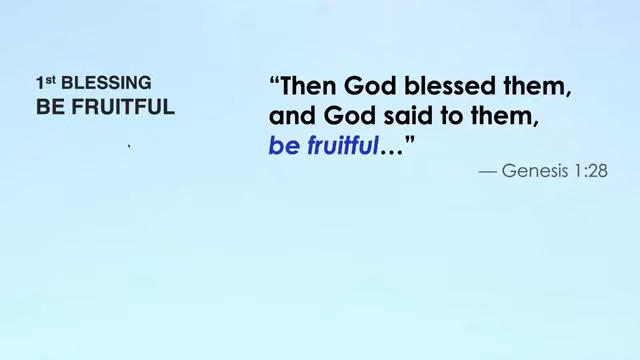 1st BLESSING
BE FRUITFUL
“Then God blessed them,
and God said to them,
be fruitful…”
— Genesis 1:28